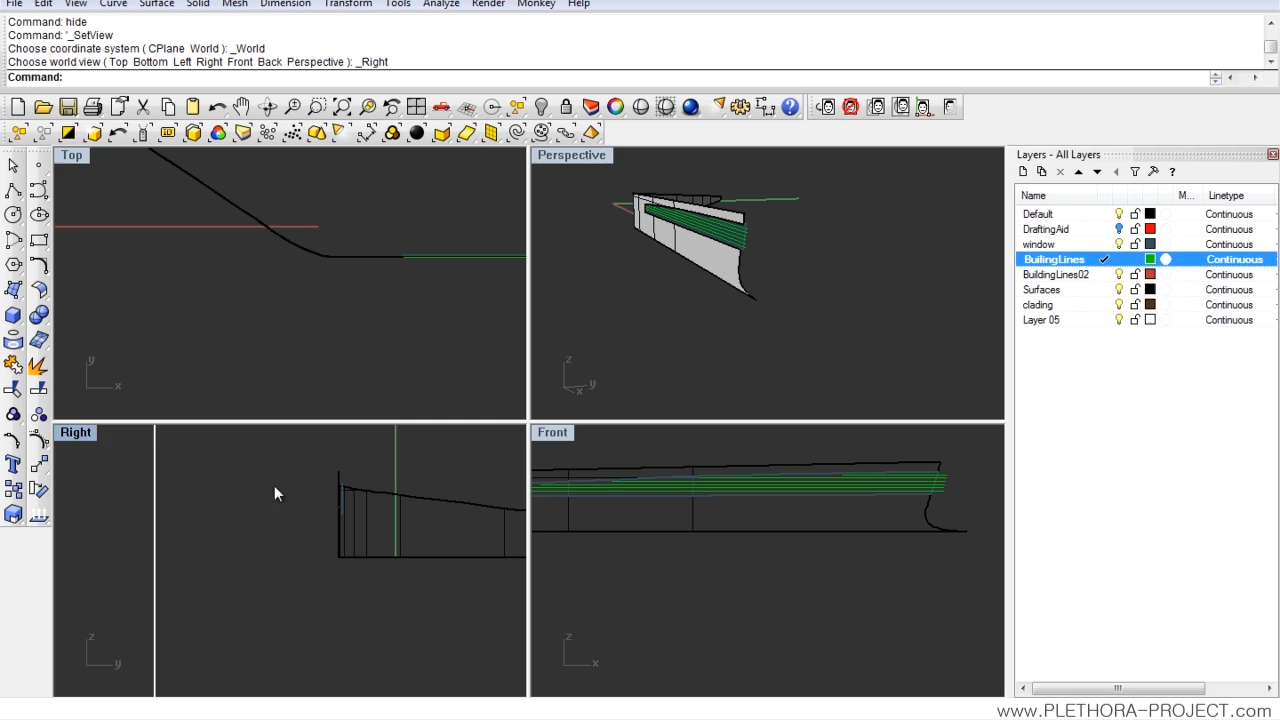 File Edit View Curve Surface Solid Mesh Dimension Transform Tools Analyze Render Monkey Help
Command: hide
Command: '_SetView
Choose coordinate system ( CPlane World ): _World
Choose world view ( Top Bottom Left Right Front Back Perspective ): _Right
Command:
Top
Perspective
Layers - All Layers
Name M... Linetype
Default Continuous
DraftingAid Continuous
window Continuous
BuilingLines Continuous
BuildingLines02 Continuous
Surfaces Continuous
clading Continuous
Layer 05 Continuous
y
x
z
y
x
Right
Front
z
y
z
x
www.PLETHORA-PROJECT.com